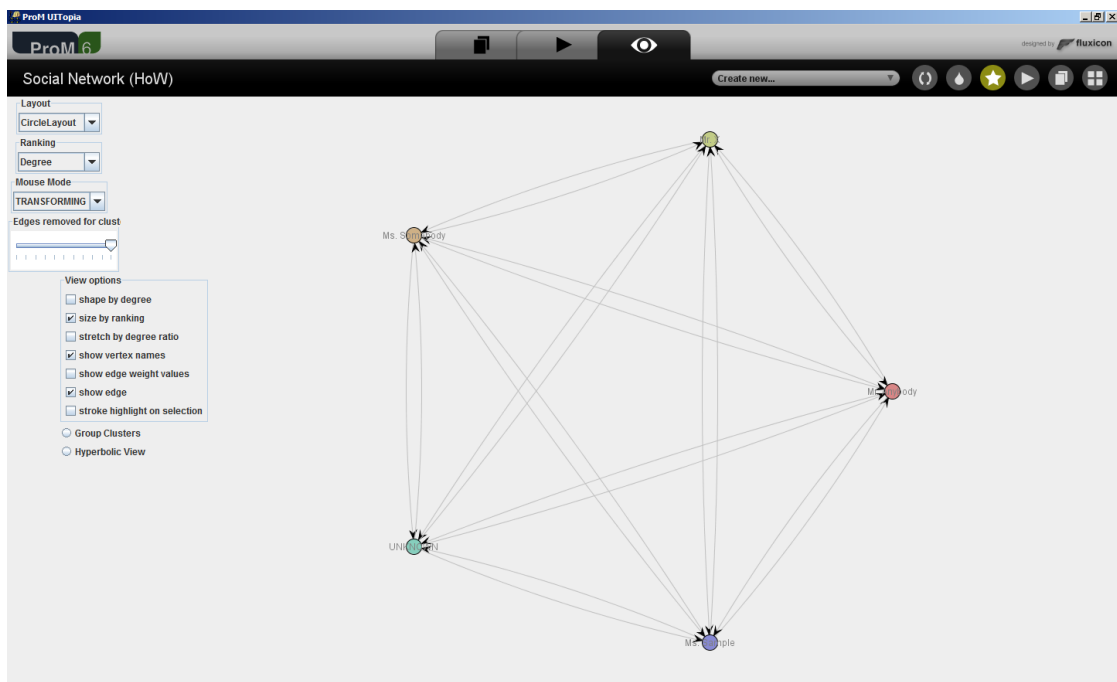 ProM UITopia
ProM 6
designed by fluxicon
Social Network (HoW)
Create new...
Layout
CircleLayout
Ranking
Degree
Mouse Mode
TRANSFORMING
Edges removed for clust
View options
shape by degree
size by ranking
stretch by degree ratio
show vertex names
show edge weight values
show edge
stroke highlight on selection
Group Clusters
Hyperbolic View
Ms.
UNKNOWN
Ms.